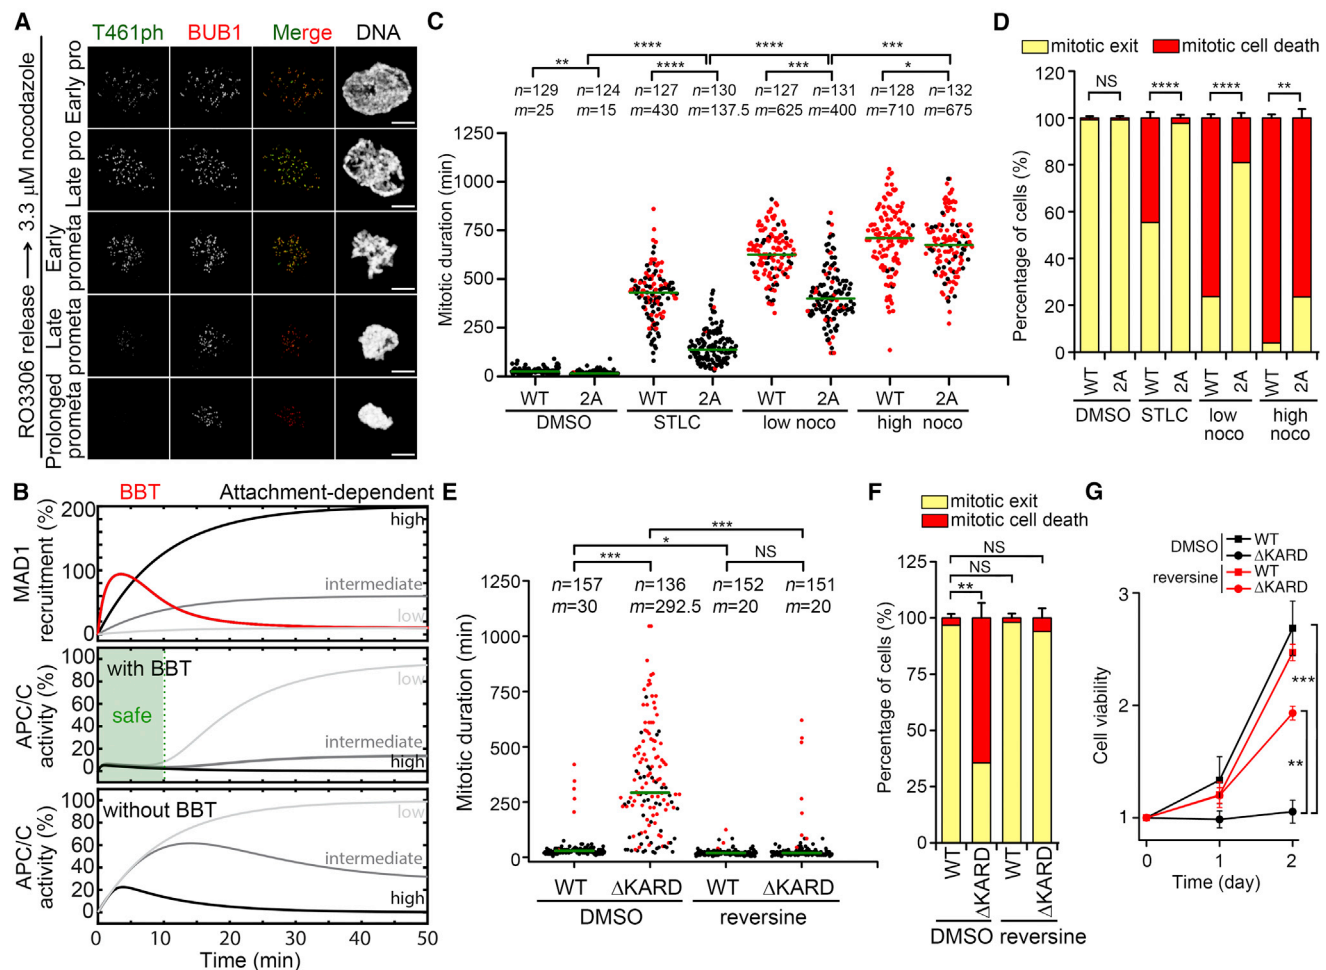 A
T461ph BUB1 Merge DNA
RO3306 release → 3.3 µM nocodazole
Early pro
Late pro
Early prometa
Late prometa
Prolonged prometa
B
BBT Attachment-dependent
MAD1 recruitment (%)
200
100
0
high
intermediate
low
APC/C activity (%)
100
80
60
40
20
0
with BBT
safe
low
intermediate
high
APC/C activity (%)
100
80
60
40
20
0
without BBT
low
intermediate
high
0 10 20 30 40 50
Time (min)
C
**** **** ***
** **** *** *
n=129 n=124 n=127 n=130 n=127 n=131 n=128 n=132
m=25 m=15 m=430 m=137.5 m=625 m=400 m=710 m=675
Mitotic duration (min)
1250
1000
750
500
250
0
WT 2A WT 2A WT 2A WT 2A
DMSO STLC low noco high noco
D
mitotic exit mitotic cell death
Percentage of cells (%)
120
100
80
60
40
20
0
NS **** **** **
WT 2A WT 2A WT 2A WT 2A
DMSO STLC low noco high noco
E
***
*
*** NS
n=157 n=136 n=152 n=151
m=30 m=292.5 m=20 m=20
Mitotic duration (min)
1250
1000
750
500
250
0
WT ΔKARD WT ΔKARD
DMSO reversine
F
mitotic exit
mitotic cell death
Percentage of cells (%)
125
100
75
50
25
0
NS
NS
**
WT ΔKARD WT ΔKARD
DMSO reversine
G
DMSO
WT
ΔKARD
reversine
WT
ΔKARD
Cell viability
3
2
1
***
**
0 1 2
Time (day)